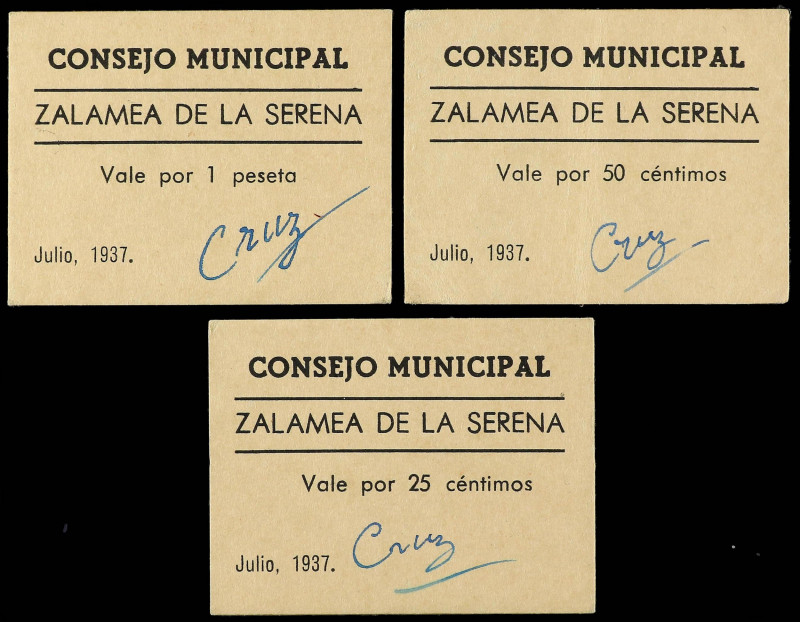 CONSEJO MUNICIPAL
ZALAMEA DE LA SERENA
Vale por 1 peseta
Julio, 1937.
Cruz
CONSEJO MUNICIPAL
ZALAMEA DE LA SERENA
Vale por 50 céntimos
Julio, 1937.
Cruz
CONSEJO MUNICIPAL
ZALAMEA DE LA SERENA
Vale por 25 céntimos
Julio, 1937.
Cruz